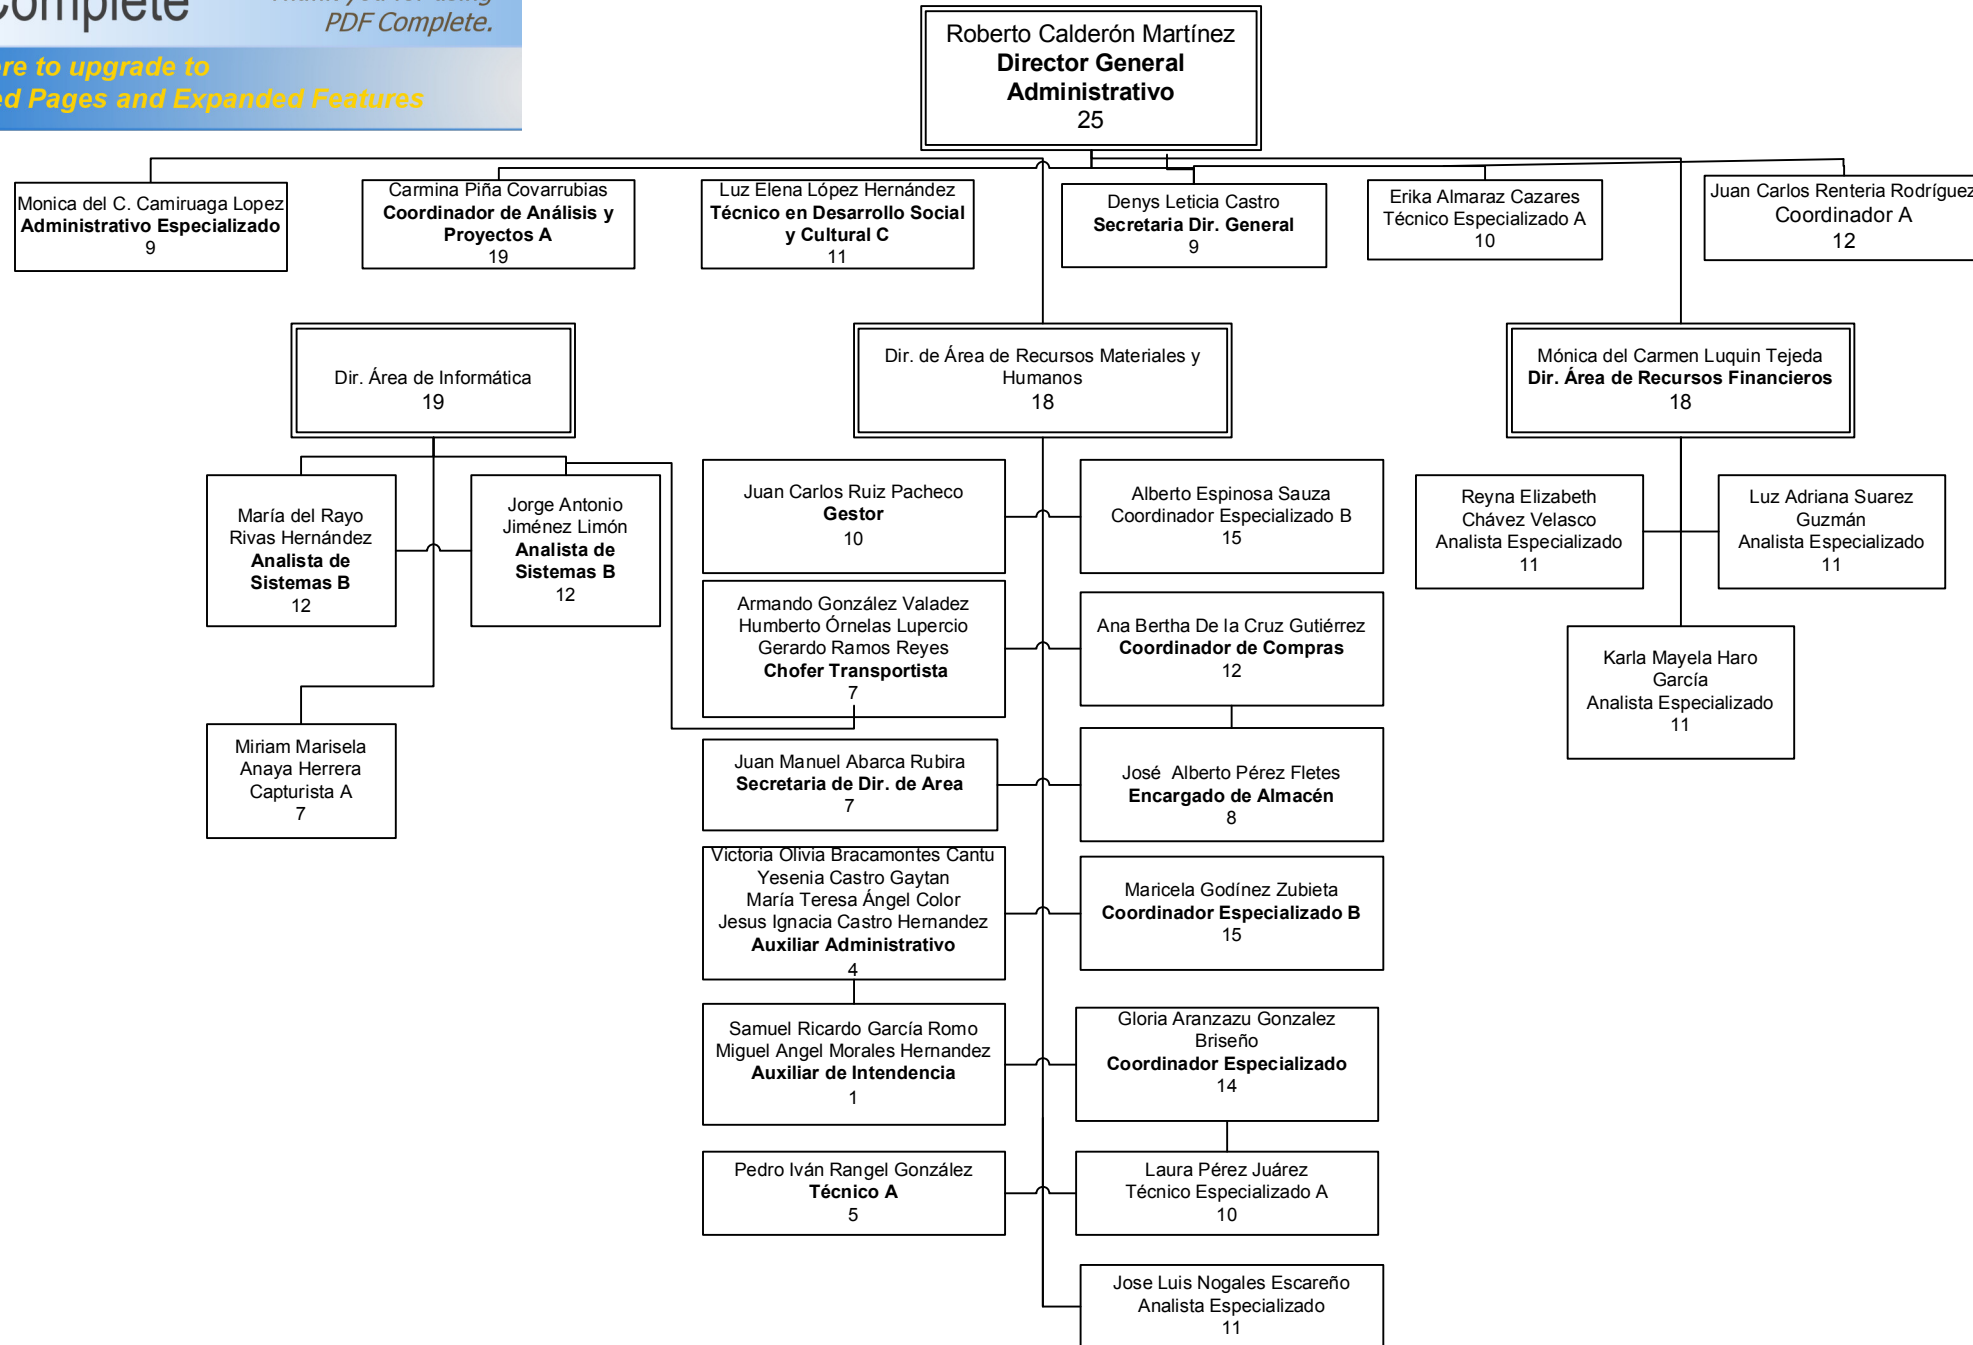 Complete
PDF Complete.
to upgrade to
Pages and Expanded Features
Roberto Calderón Martínez
Director General
Administrativo
25
Monica del C. Camiruaga Lopez
Administrativo Especializado
9
Carmina Piña Covarrubias
Coordinador de Análisis y
Proyectos A
19
Luz Elena López Hernández
Técnico en Desarrollo Social
y Cultural C
11
Denys Leticia Castro
Secretaria Dir. General
9
Erika Almaraz Cazares
Técnico Especializado A
10
Juan Carlos Renteria Rodríguez
Coordinador A
12
Dir. Área de Informática
19
Dir. de Área de Recursos Materiales y
Humanos
18
Mónica del Carmen Luquin Tejeda
Dir. Área de Recursos Financieros
18
María del Rayo
Rivas Hernández
Analista de
Sistemas B
12
Jorge Antonio
Jiménez Limón
Analista de
Sistemas B
12
Miriam Marisela
Anaya Herrera
Capturista A
7
Juan Carlos Ruiz Pacheco
Gestor
10
Alberto Espinosa Sauza
Coordinador Especializado B
15
Armando González Valadez
Humberto Órnelas Lupercio
Gerardo Ramos Reyes
Chofer Transportista
7
Ana Bertha De la Cruz Gutiérrez
Coordinador de Compras
12
Juan Manuel Abarca Rubira
Secretaria de Dir. de Area
7
José  Alberto Pérez Fletes
Encargado de Almacén
8
Victoria Olivia Bracamontes Cantu
Yesenia Castro Gaytan
María Teresa Ángel Color
Jesus Ignacia Castro Hernandez
Auxiliar Administrativo
4
Maricela Godínez Zubieta
Coordinador Especializado B
15
Samuel Ricardo García Romo
Miguel Angel Morales Hernandez
Auxiliar de Intendencia
1
Gloria Aranzazu Gonzalez
Briseño
Coordinador Especializado
14
Pedro Iván Rangel González
Técnico A
5
Laura Pérez Juárez
Técnico Especializado A
10
Jose Luis Nogales Escareño
Analista Especializado
11
Reyna Elizabeth
Chávez Velasco
Analista Especializado
11
Luz Adriana Suarez
Guzmán
Analista Especializado
11
Karla Mayela Haro
García
Analista Especializado
11